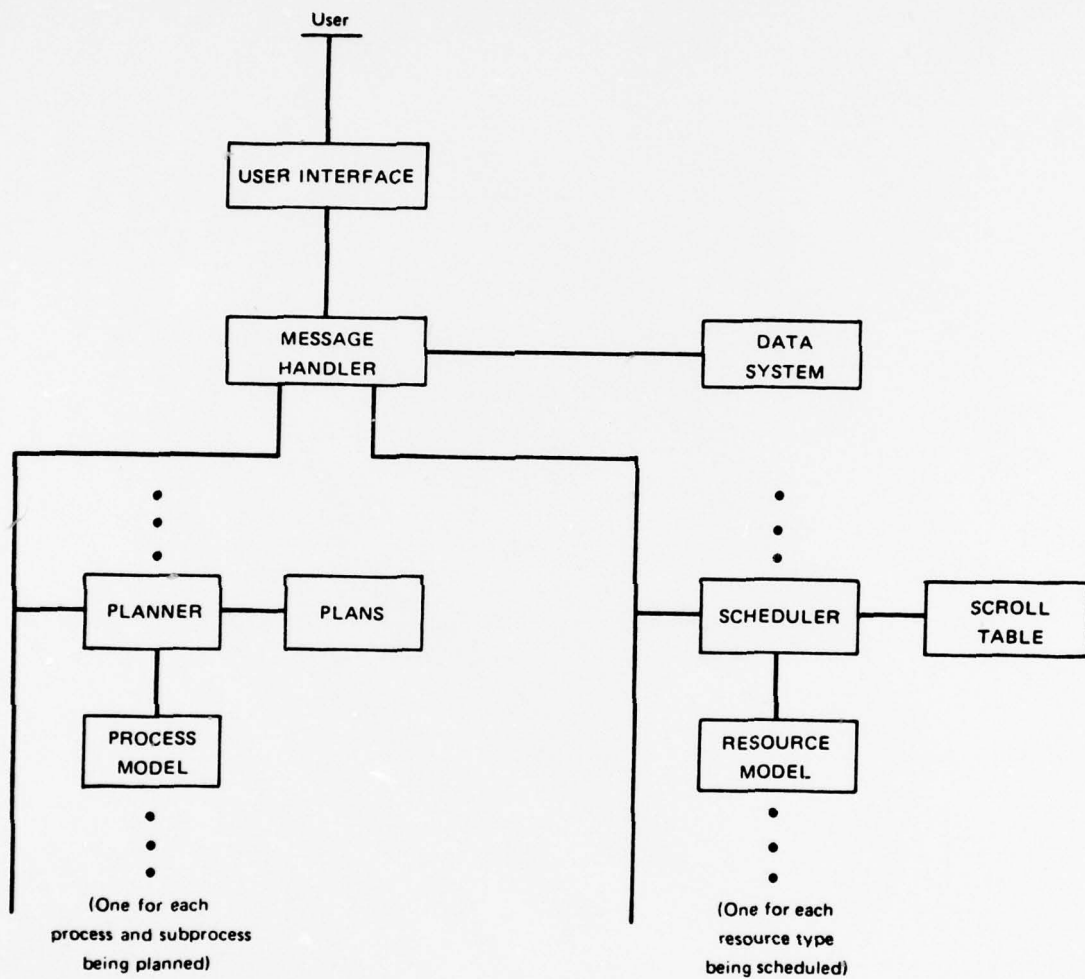 User
USER INTERFACE
MESSAGE
HANDLER
DATA
SYSTEM
PLANNER
PLANS
PROCESS
MODEL
(One for each
process and subprocess
being planned)
SCHEDULER
SCROLL
TABLE
RESOURCE
MODEL
(One for each
resource type
being scheduled)